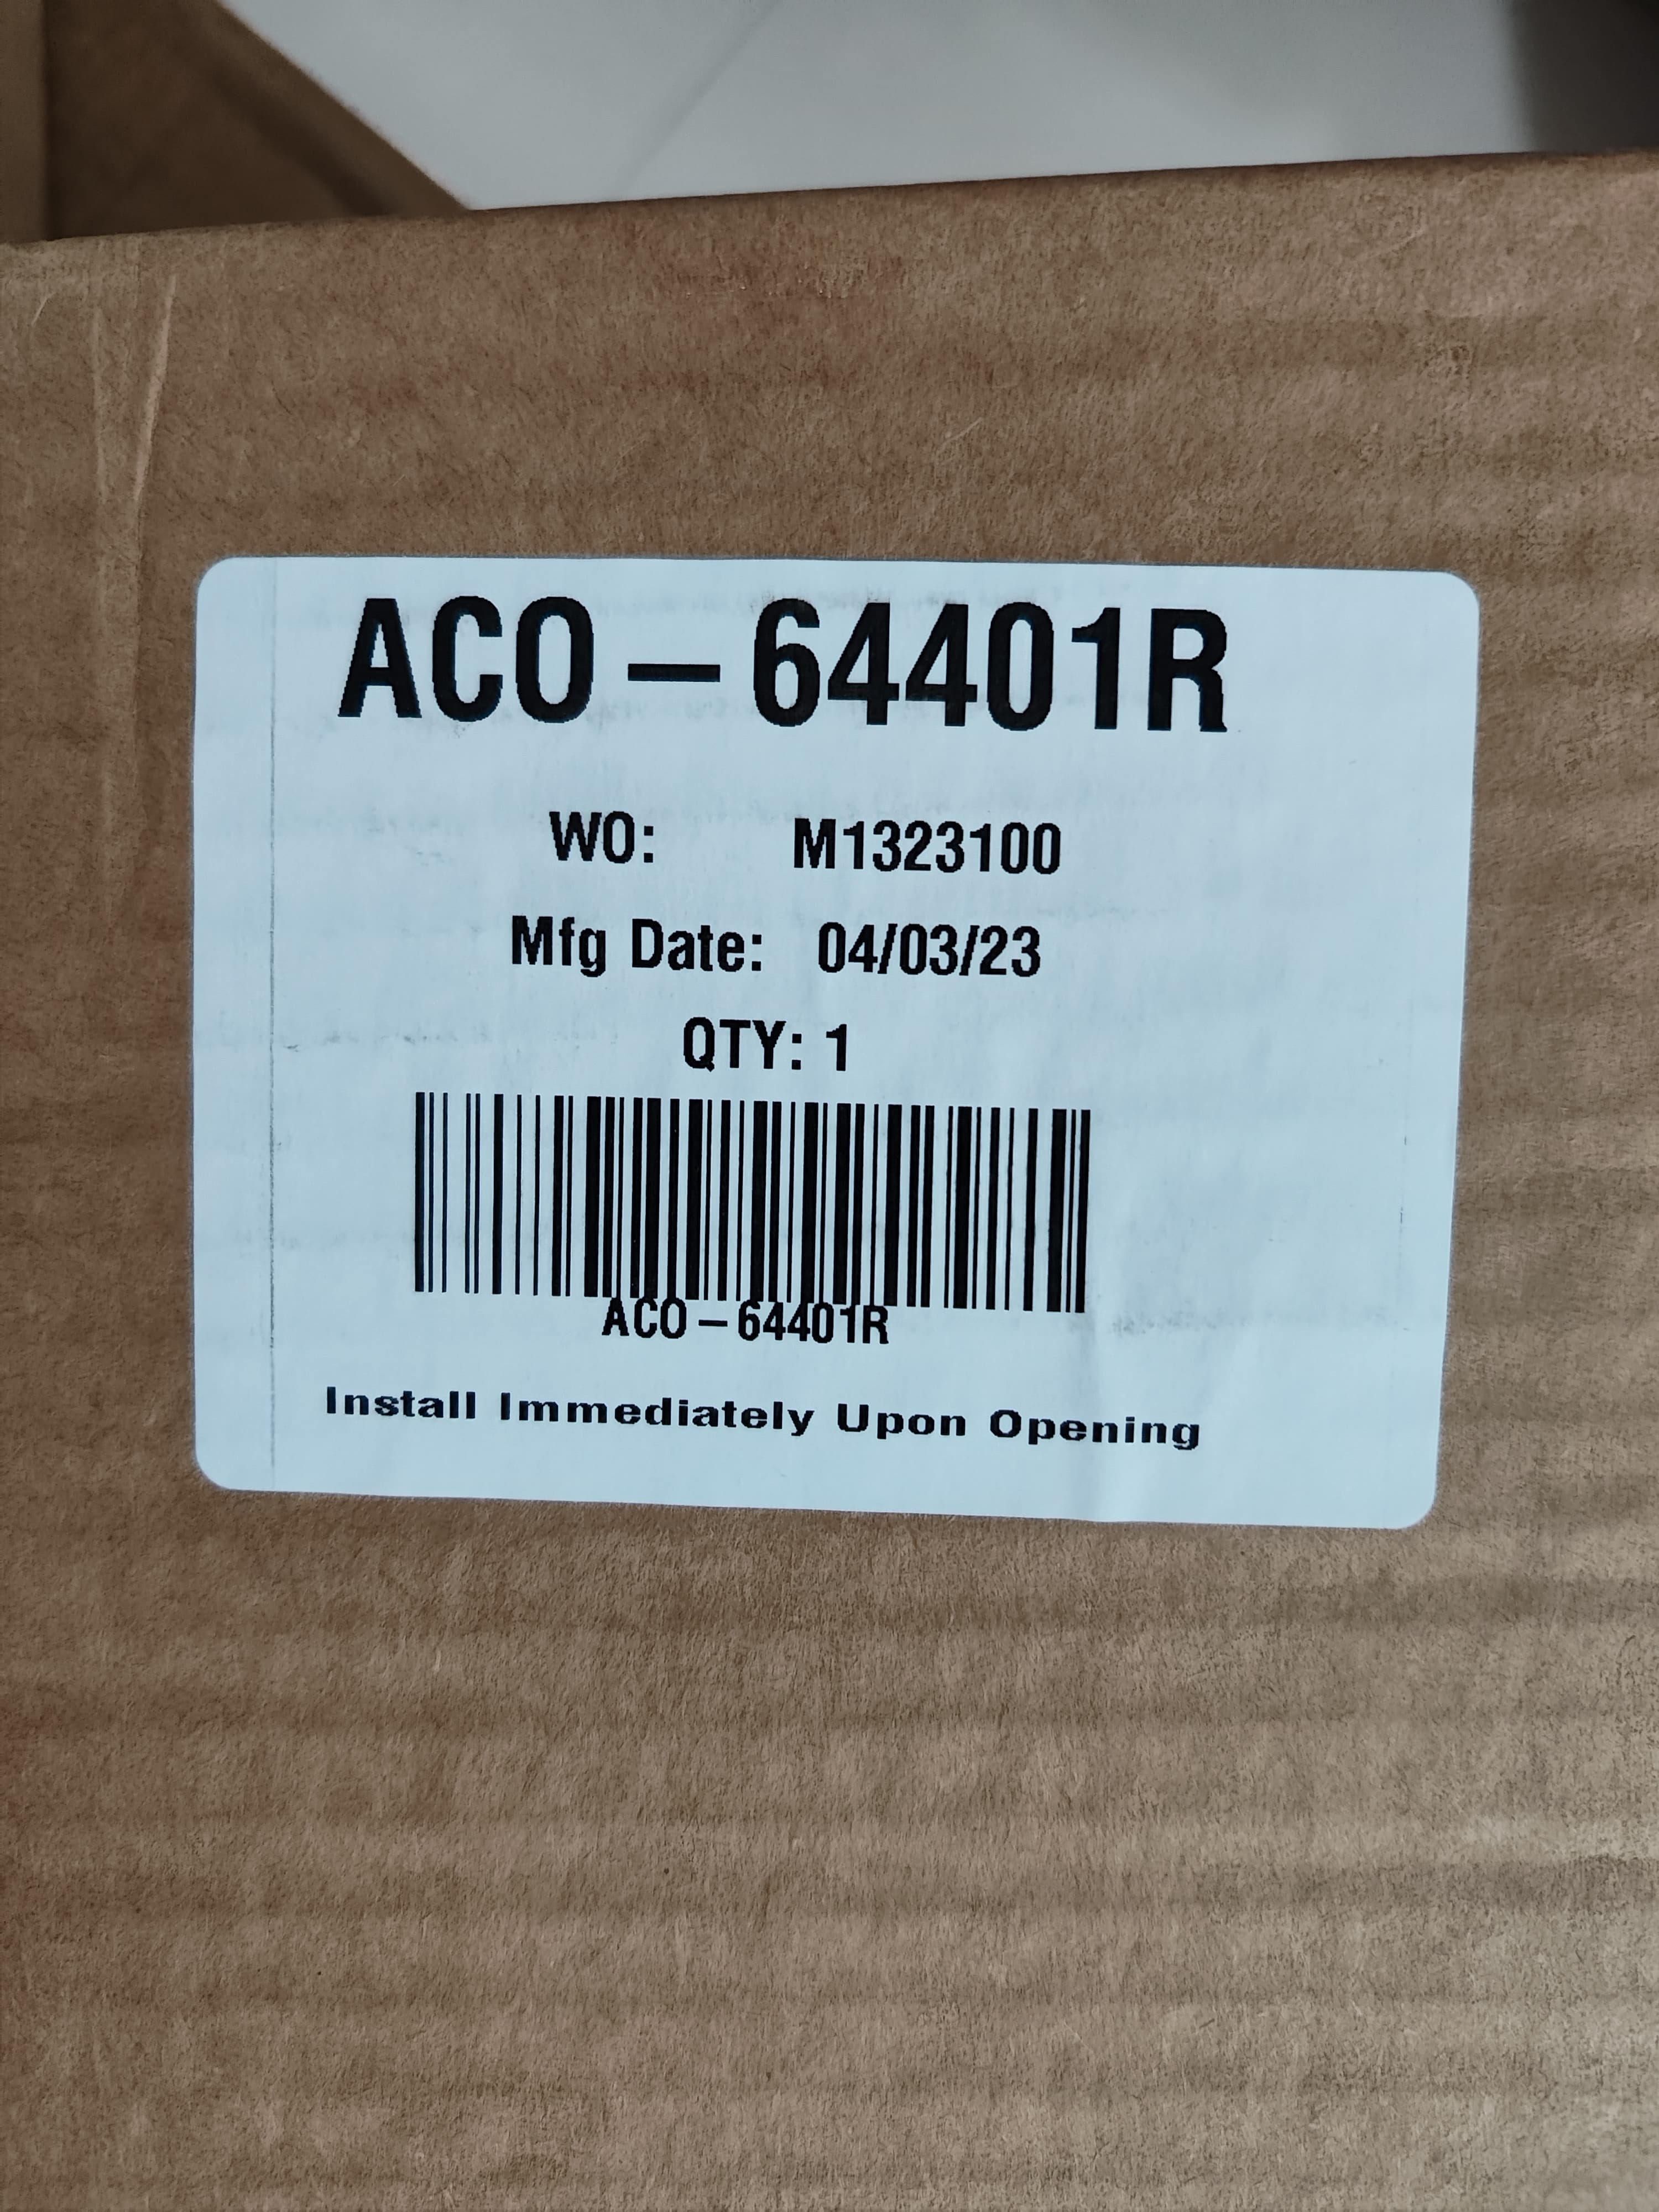 ACO-64401R
WO: M1323100
Mfg Date: 04/03/23
QTY: 1
ACO-64401R
Install Immediately Upon Opening